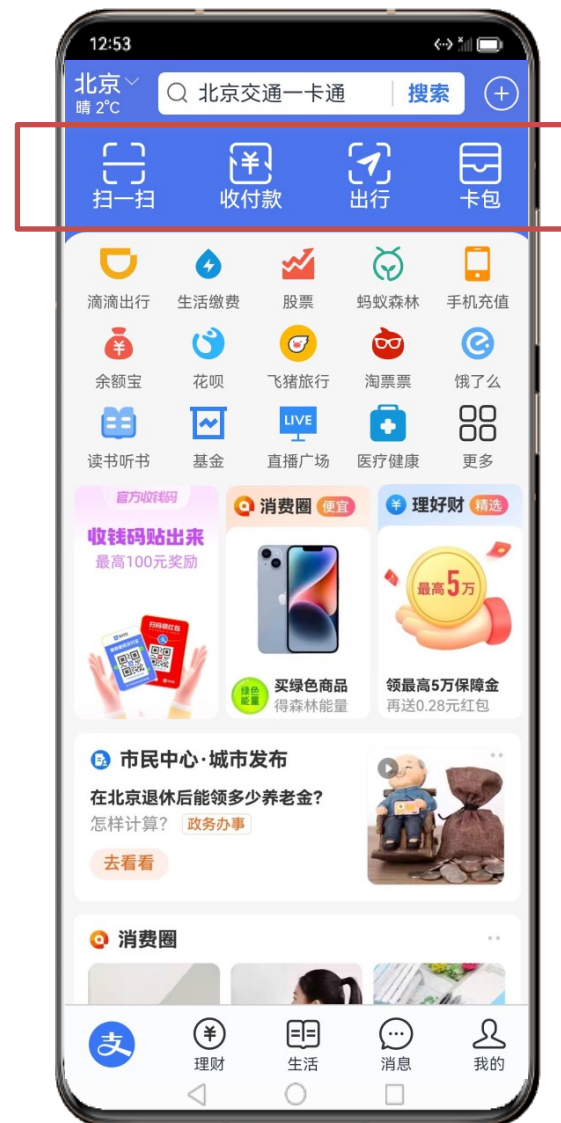 12:53
北京
晴 2℃
北京交通一卡通
搜索
扫一扫
收付款
出行
卡包
滴滴出行
生活缴费
股票
蚂蚁森林
手机充值
余额宝
花呗
飞猪旅行
淘票票
饿了么
LIVE
读书听书
基金
直播广场
医疗健康
更多
官方收钱码
收钱码贴出来
最高100元奖励
扫码领红包
消费圈
便宜
绿色能量
买绿色商品
得森林能量
理好财
精选
最高5万
领最高5万保障金
再送0.28元红包
市民中心·城市发布
在北京退休后能领多少养老金?
怎样计算?
政务办事
去看看
消费圈
支
理财
生活
消息
我的